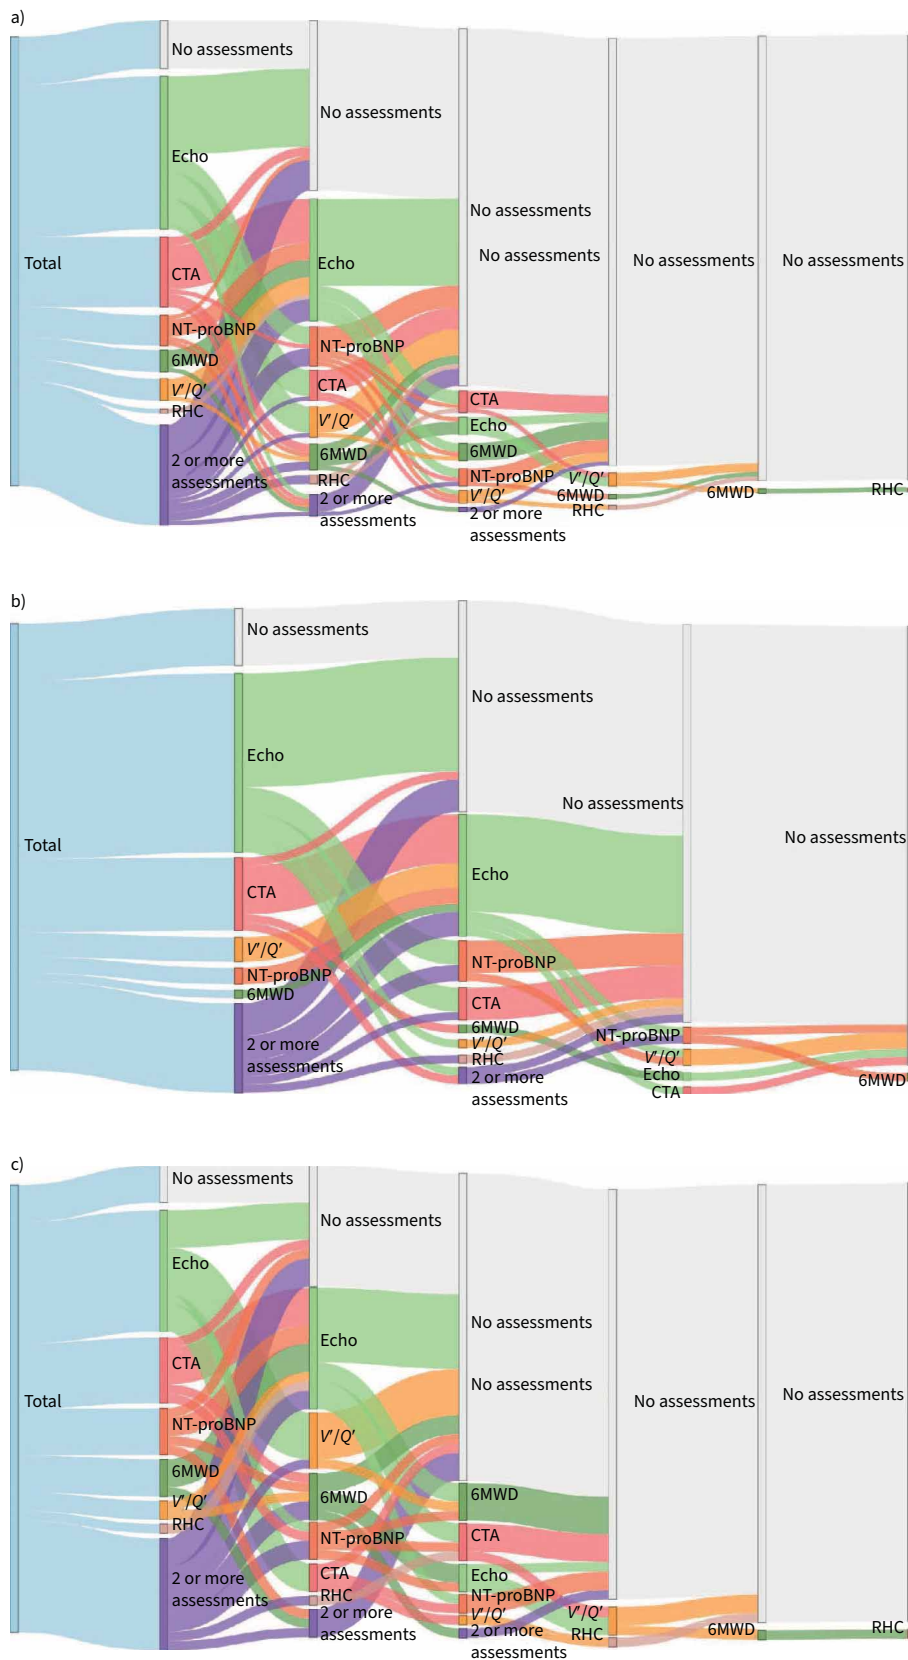 a)
No assessments
Echo
Total
CTA
NT-proBNP
6MWD
V′/Q′
RHC
2 or more
assessments
No assessments
Echo
NT-proBNP
CTA
V′/Q′
6MWD
RHC
2 or more
assessments
No assessments
No assessments
CTA
Echo
6MWD
NT-proBNP
V′/Q′
2 or more
assessments
V′/Q′
6MWD
RHC
No assessments
6MWD
No assessments
RHC
b)
No assessments
Echo
Total
CTA
V′/Q′
NT-proBNP
6MWD
2 or more
assessments
No assessments
Echo
NT-proBNP
CTA
6MWD
V′/Q′
RHC
2 or more
assessments
No assessments
NT-proBNP
V′/Q′
Echo
CTA
No assessments
6MWD
c)
No assessments
Echo
CTA
Total
NT-proBNP
6MWD
V′/Q′
RHC
2 or more
assessments
No assessments
Echo
V′/Q′
6MWD
NT-proBNP
CTA
RHC
2 or more
assessments
No assessments
No assessments
6MWD
CTA
Echo
NT-proBNP
V′/Q′
2 or more
assessments
V′/Q′
RHC
No assessments
6MWD
No assessments
RHC